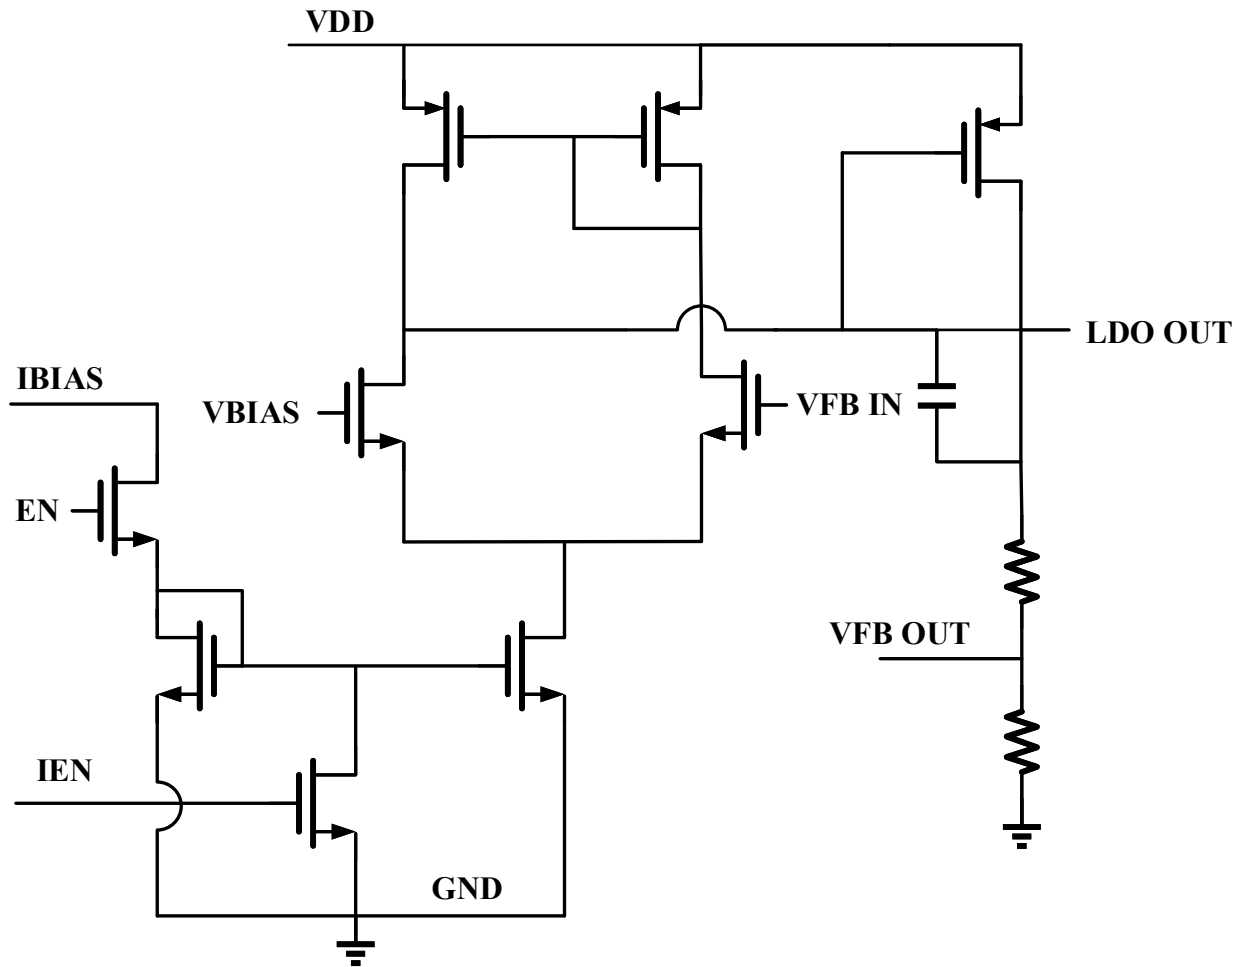 VDD
LDO OUT
IBIAS
VBIAS
VFB IN
EN
VFB OUT
IEN
GND